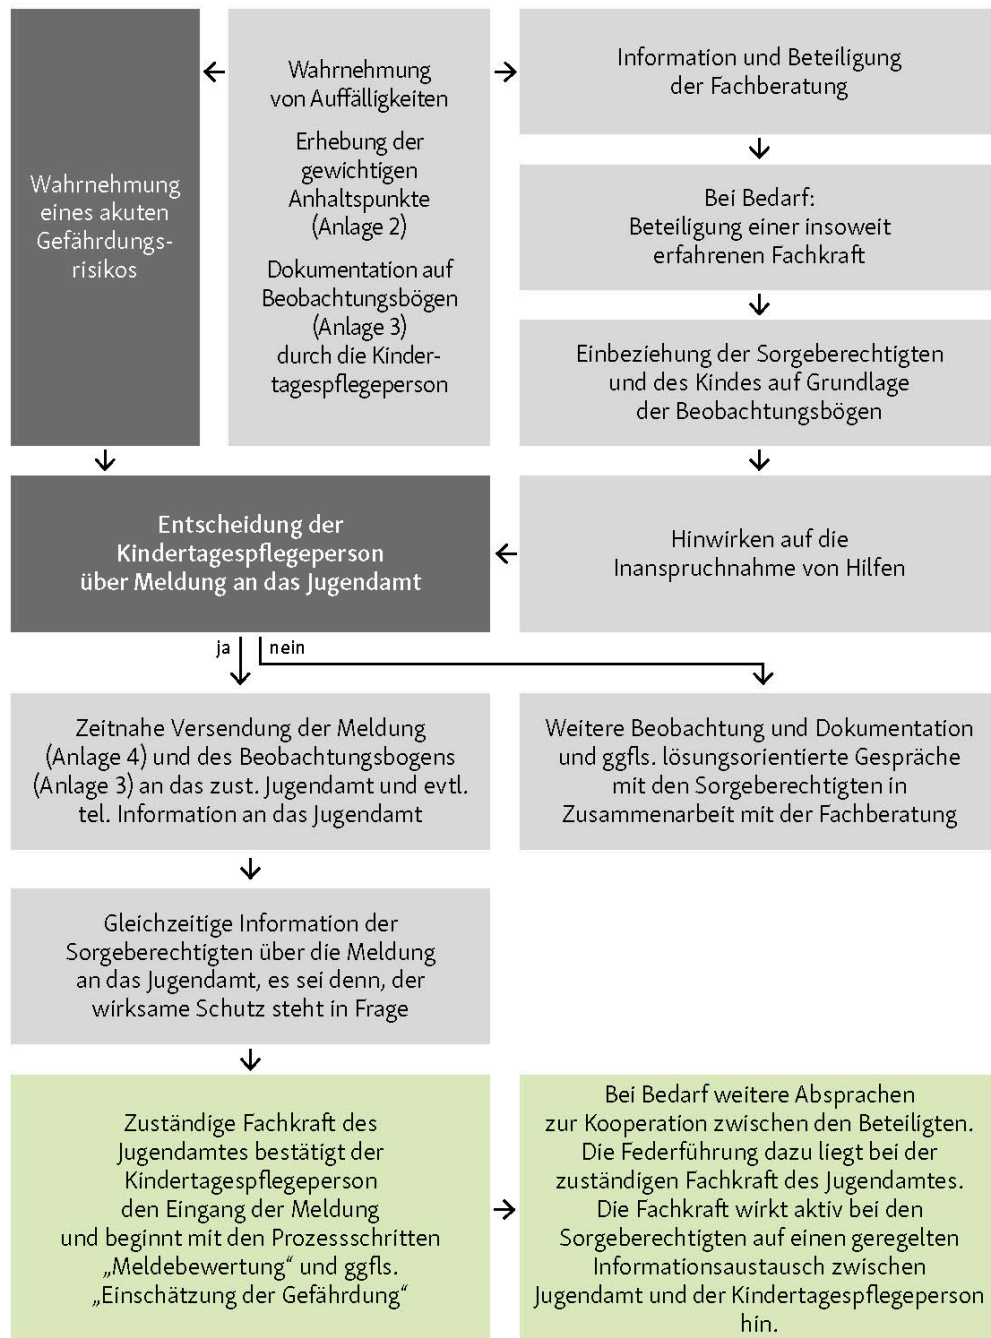 Wahrnehmung
von Auffälligkeiten
Erhebung der
gewichtigen
Anhaltspunkte
(Anlage 2)
Dokumentation auf
Beobachtungsbögen
(Anlage 3)
durch die Kinder-
tagespflegeperson
Wahrnehmung
eines akuten
Gefährdungs-
risikos
Information und Beteiligung
der Fachberatung
Bei Bedarf:
Beteiligung einer insoweit
erfahrenen Fachkraft
Einbeziehung der Sorgeberechtigten
und des Kindes auf Grundlage
der Beobachtungsbögen
Hinwirken auf die
Inanspruchnahme von Hilfen
Entscheidung der
Kindertagespflegeperson
über Meldung an das Jugendamt
ja
nein
Zeitnahe Versendung der Meldung
(Anlage 4) und des Beobachtungsbogens
(Anlage 3) an das zust. Jugendamt und evtl.
tel. Information an das Jugendamt
Weitere Beobachtung und Dokumentation
und ggfls. lösungsorientierte Gespräche
mit den Sorgeberechtigten in
Zusammenarbeit mit der Fachberatung
Gleichzeitige Information der
Sorgeberechtigten über die Meldung
an das Jugendamt, es sei denn, der
wirksame Schutz steht in Frage
Zuständige Fachkraft des
Jugendamtes bestätigt der
Kindertagespflegeperson
den Eingang der Meldung
und beginnt mit den Prozessschritten
„Meldebewertung“ und ggfls.
„Einschätzung der Gefährdung“
Bei Bedarf weitere Absprachen
zur Kooperation zwischen den Beteiligten.
Die Federführung dazu liegt bei der
zuständigen Fachkraft des Jugendamtes.
Die Fachkraft wirkt aktiv bei den
Sorgeberechtigten auf einen geregelten
Informationsaustausch zwischen
Jugendamt und der Kindertagespflegeperson
hin.